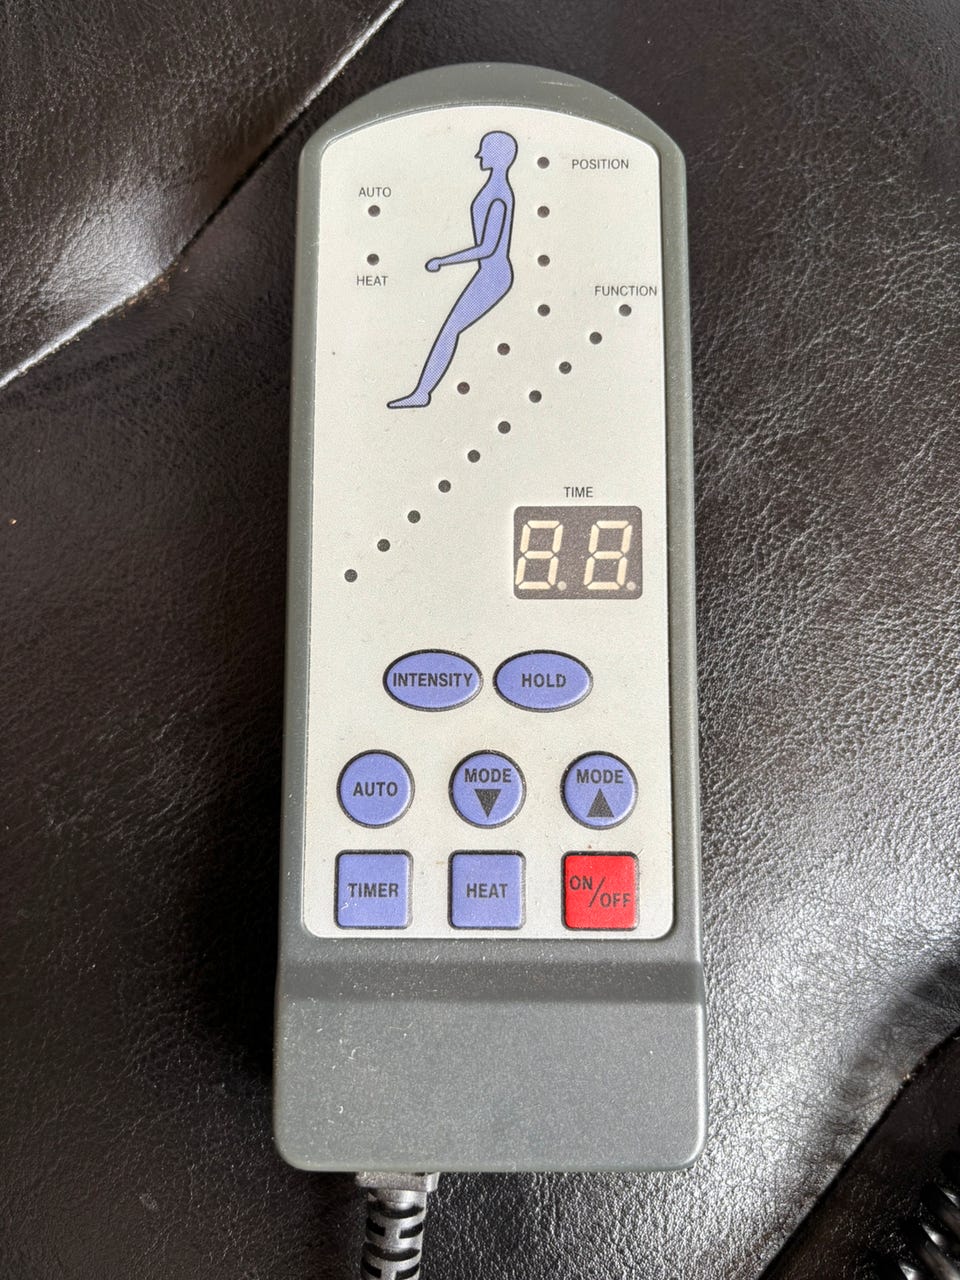 POSITION
AUTO
HEAT
FUNCTION
TIME
8.8.
INTENSITY
HOLD
AUTO
MODE
▼
MODE
▲
TIMER
HEAT
ON/OFF